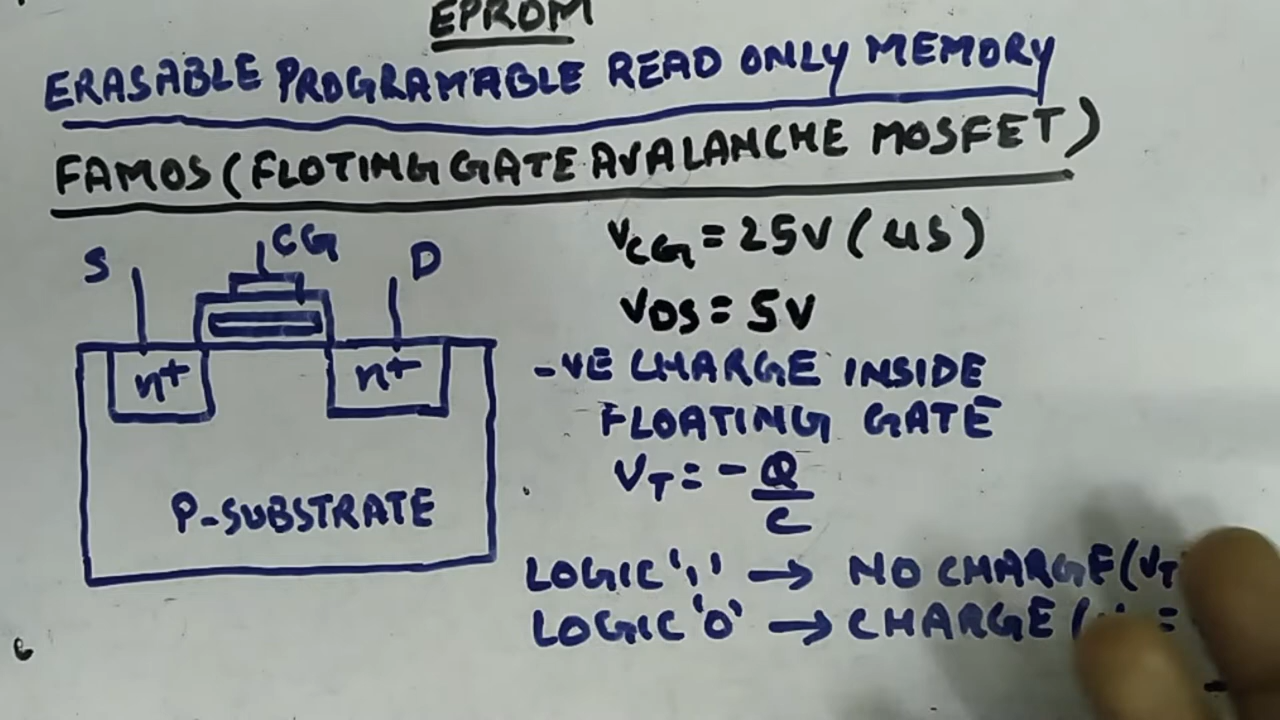 EPROM
ERASABLE PROGRAMABLE READ ONLY MEMORY
FAMOS (FLOTING GATE AVALANCHE MOSFET)
S
CG
D
n+
n+
P-SUBSTRATE
VCG = 25V (us)
VDS = 5V
-VE CHARGE INSIDE
FLOATING GATE
VT = - Q/C
LOGIC '1' → NO CHARGE (VT
LOGIC '0' → CHARGE ( =